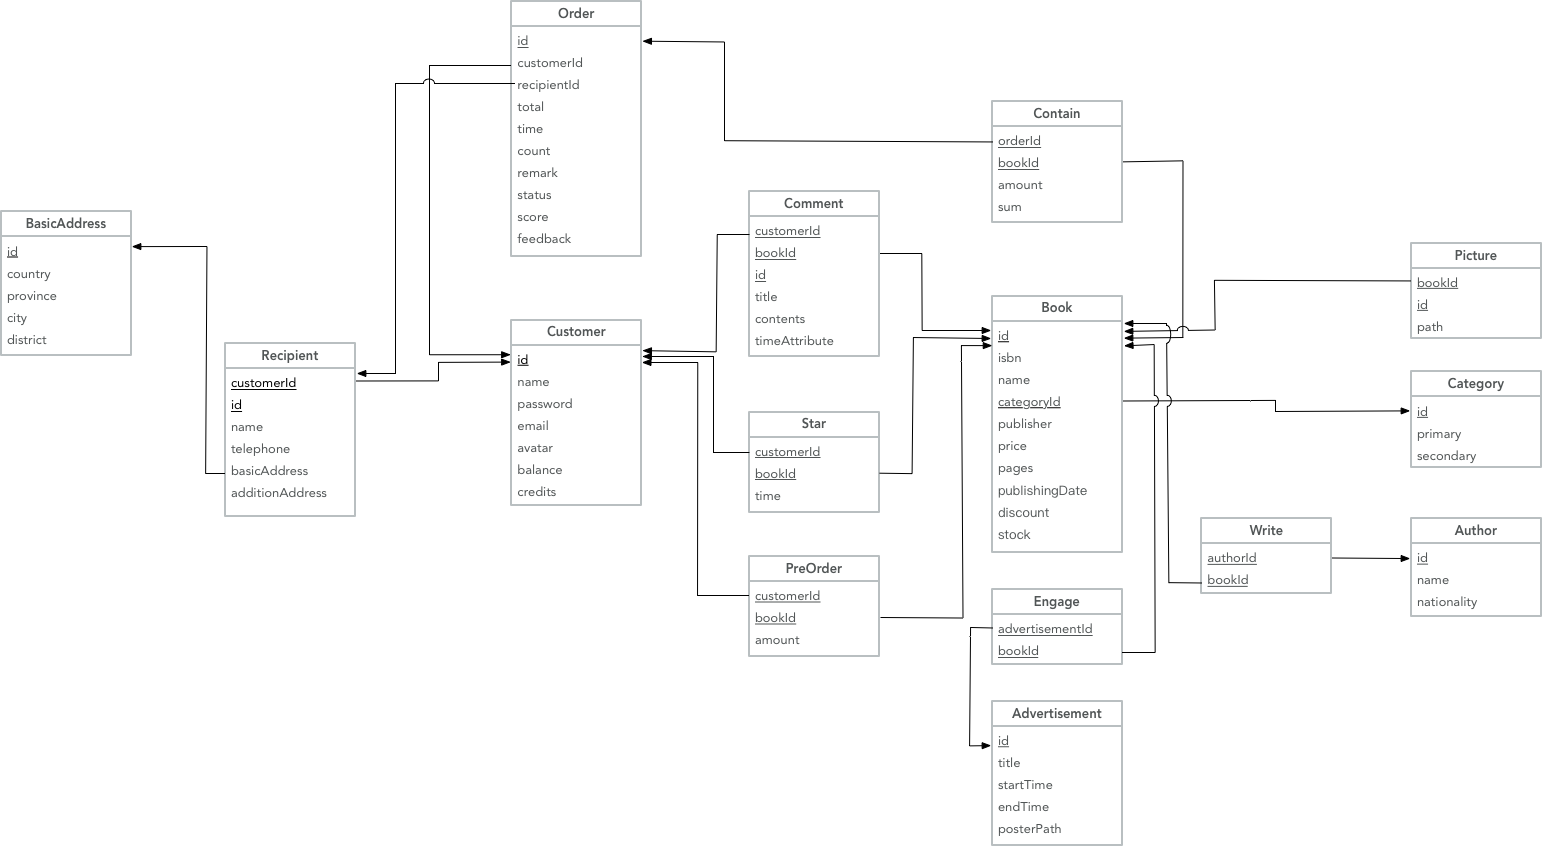 Order
id
customerId
recipientId
total
time
count
remark
status
score
feedback
Contain
orderId
bookId
amount
sum
BasicAddress
id
country
province
city
district
Comment
customerId
bookId
id
title
contents
timeAttribute
Picture
bookId
id
path
Recipient
customerId
id
name
telephone
basicAddress
additionAddress
Customer
id
name
password
email
avatar
balance
credits
Book
id
isbn
name
categoryId
publisher
price
pages
publishingDate
discount
stock
Category
id
primary
secondary
Star
customerId
bookId
time
Write
authorId
bookId
Author
id
name
nationality
PreOrder
customerId
bookId
amount
Engage
advertisementId
bookId
Advertisement
id
title
startTime
endTime
posterPath